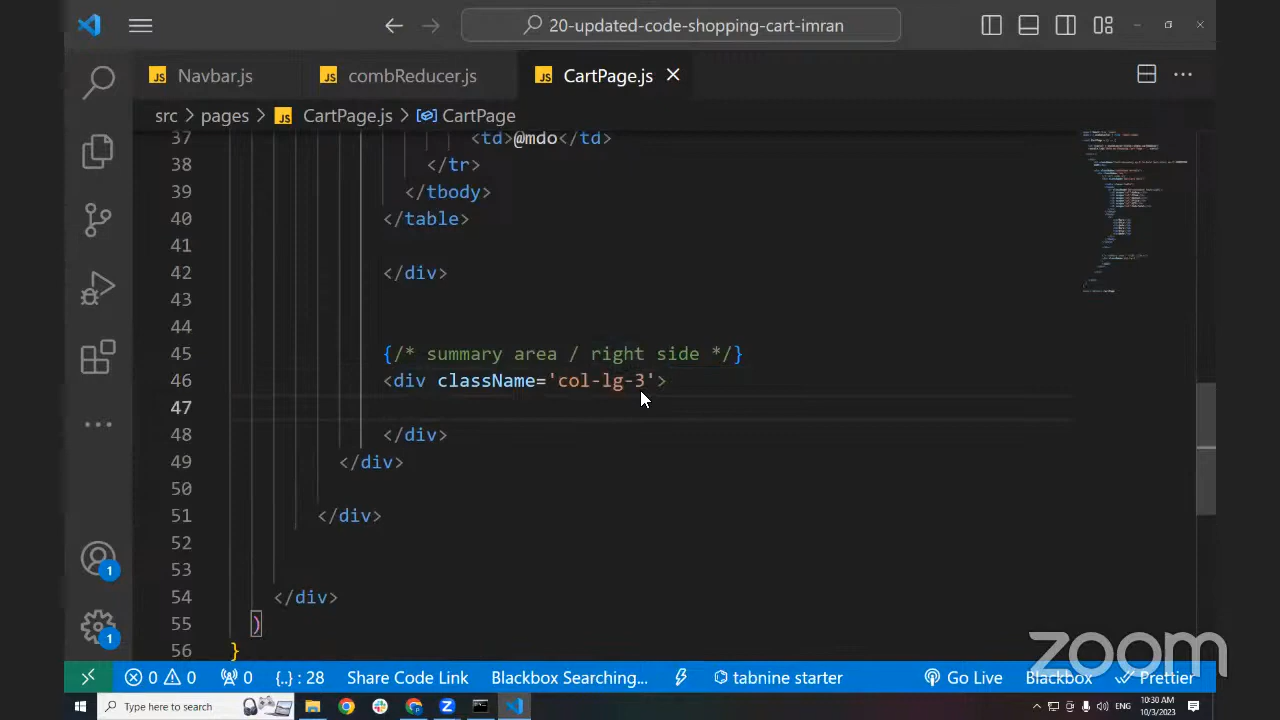 20-updated-code-shopping-cart-imran
JS Navbar.js
JS combReducer.js
JS CartPage.js
src > pages > JS CartPage.js > CartPage
37 <td>@mdo</td>
38 </tr>
39 </tbody>
40 </table>
41
42 </div>
43
44
45 {/* summary area / right side */}
46 <div className='col-lg-3'>
47
48 </div>
49 </div>
50
51 </div>
52
53
54 </div>
55 )
56 }
1
1
zoom
0 0 0 {..} : 28 Share Code Link Blackbox Searching... tabnine starter Go Live Blackbox Prettier
Type here to search
ENG
10:30 AM
10/3/2023